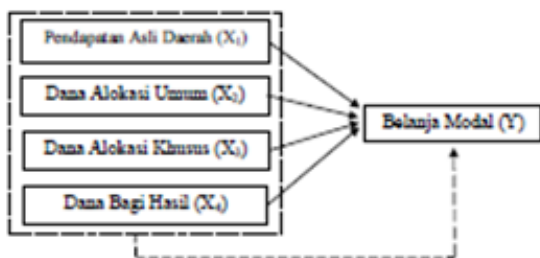 Pendapatan Asli Daerah (X₁)
Dana Alokasi Umum (X₂)
Belanja Modal (Y)
Dana Alokasi Khusus (X₃)
Dana Bagi Hasil (X₄)